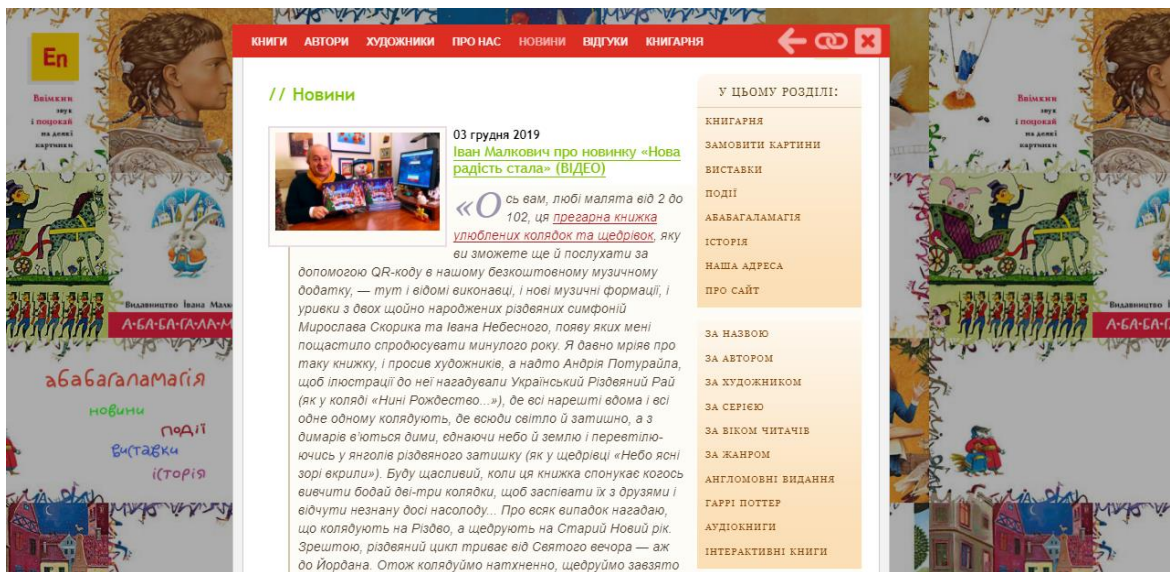 En
Ввімкни
звук
і поцокай
на деякі
картинки
Видавництво Івана
А-БА-БА-ГА-ЛА-М
абабагаламагія
новини
події
виставки
історія
КНИГИ АВТОРИ ХУДОЖНИКИ ПРО НАС НОВИНИ ВІДГУКИ КНИГАРНЯ
// Новини
03 грудня 2019
Іван Малкович про новинку «Нова
радість стала» (ВІДЕО)
«Ось вам, любі малята від 2 до
102, ця прегарна книжка
улюблених колядок та щедрівок, яку
ви зможете ще й послухати за
допомогою QR-коду в нашому безкоштовному музичному
додатку, — тут і відомі виконавці, і нові музичні формації, і
уривки з двох щойно народжених різдвяних симфоній
Мирослава Скорика та Івана Небесного, появу яких мені
пощастило спродюсувати минулого року. Я давно мріяв про
таку книжку, і просив художників, а надто Андрія Потурайла,
щоб ілюстрації до неї нагадували Український Різдвяний Рай
(як у коляді «Нині Рождество...»), де всі нарешті вдома і всі
одне одному колядують, де всюди світло й затишно, а з
димарів в'ються дими, єднаючи небо й землю і перевтілю-
ючись у янголів різдвяного затишку (як у щедрівці «Небо ясні
зорі вкрили»). Буду щасливий, коли ця книжка спонукає когось
вивчити бодай дві-три колядки, щоб заспівати їх з друзями і
відчути незнану досі насолоду... Про всяк випадок нагадаю,
що колядують на Різдво, а щедрують на Старий Новий рік.
Зрештою, різдвяний цикл триває від Святого вечора — аж
до Йордана. Отож колядуймо натхненно, щедруймо завзято
У ЦЬОМУ РОЗДІЛІ:
КНИГАРНЯ
ЗАМОВИТИ КАРТИНИ
ВИСТАВКИ
ПОДІЇ
АБАБАГАЛАМАГІЯ
ІСТОРІЯ
НАША АДРЕСА
ПРО САЙТ
ЗА НАЗВОЮ
ЗА АВТОРОМ
ЗА ХУДОЖНИКОМ
ЗА СЕРІЄЮ
ЗА ВІКОМ ЧИТАЧІВ
ЗА ЖАНРОМ
АНГЛОМОВНІ ВИДАННЯ
ГАРРІ ПОТТЕР
АУДІОКНИГИ
ІНТЕРАКТИВНІ КНИГИ
Ввімкни
звук
і поцокай
на деякі
картинки
Видавництво Івана
А-БА-БА-Г